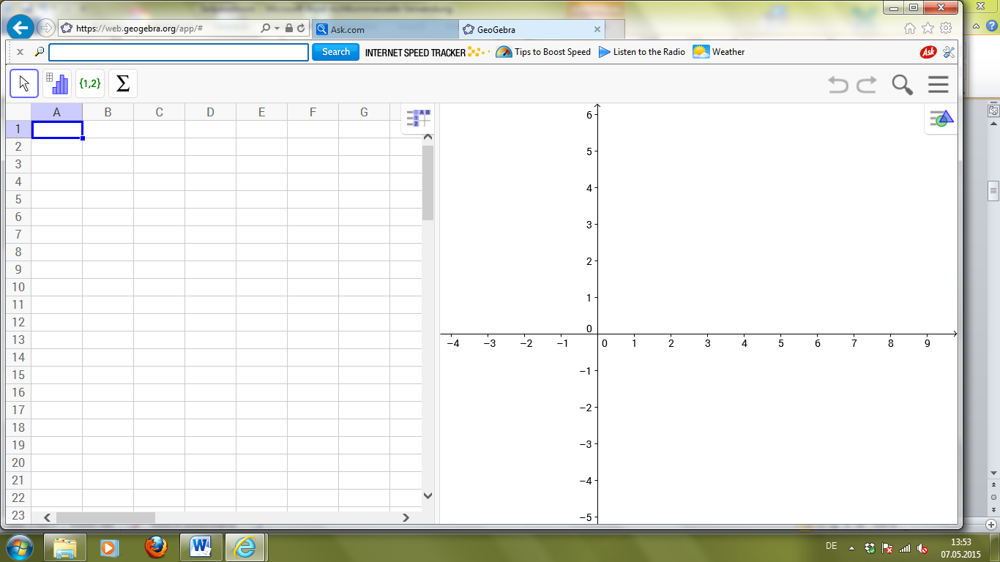 https://web.geogebra.org/app/#
Ask.com
GeoGebra
Search
INTERNET SPEED TRACKER
Tips to Boost Speed
Listen to the Radio
Weather
Ask
{1,2}
Σ
A B C D E F G
1
2
3
4
5
6
7
8
9
10
11
12
13
14
15
16
17
18
19
20
21
22
23
A B
1
2
6
5
4
3
2
1
0
−4 −3 −2 −1 0 1 2 3 4 5 6 7 8 9
−1
−2
−3
−4
−5
W
DE
13:53
07.05.2015